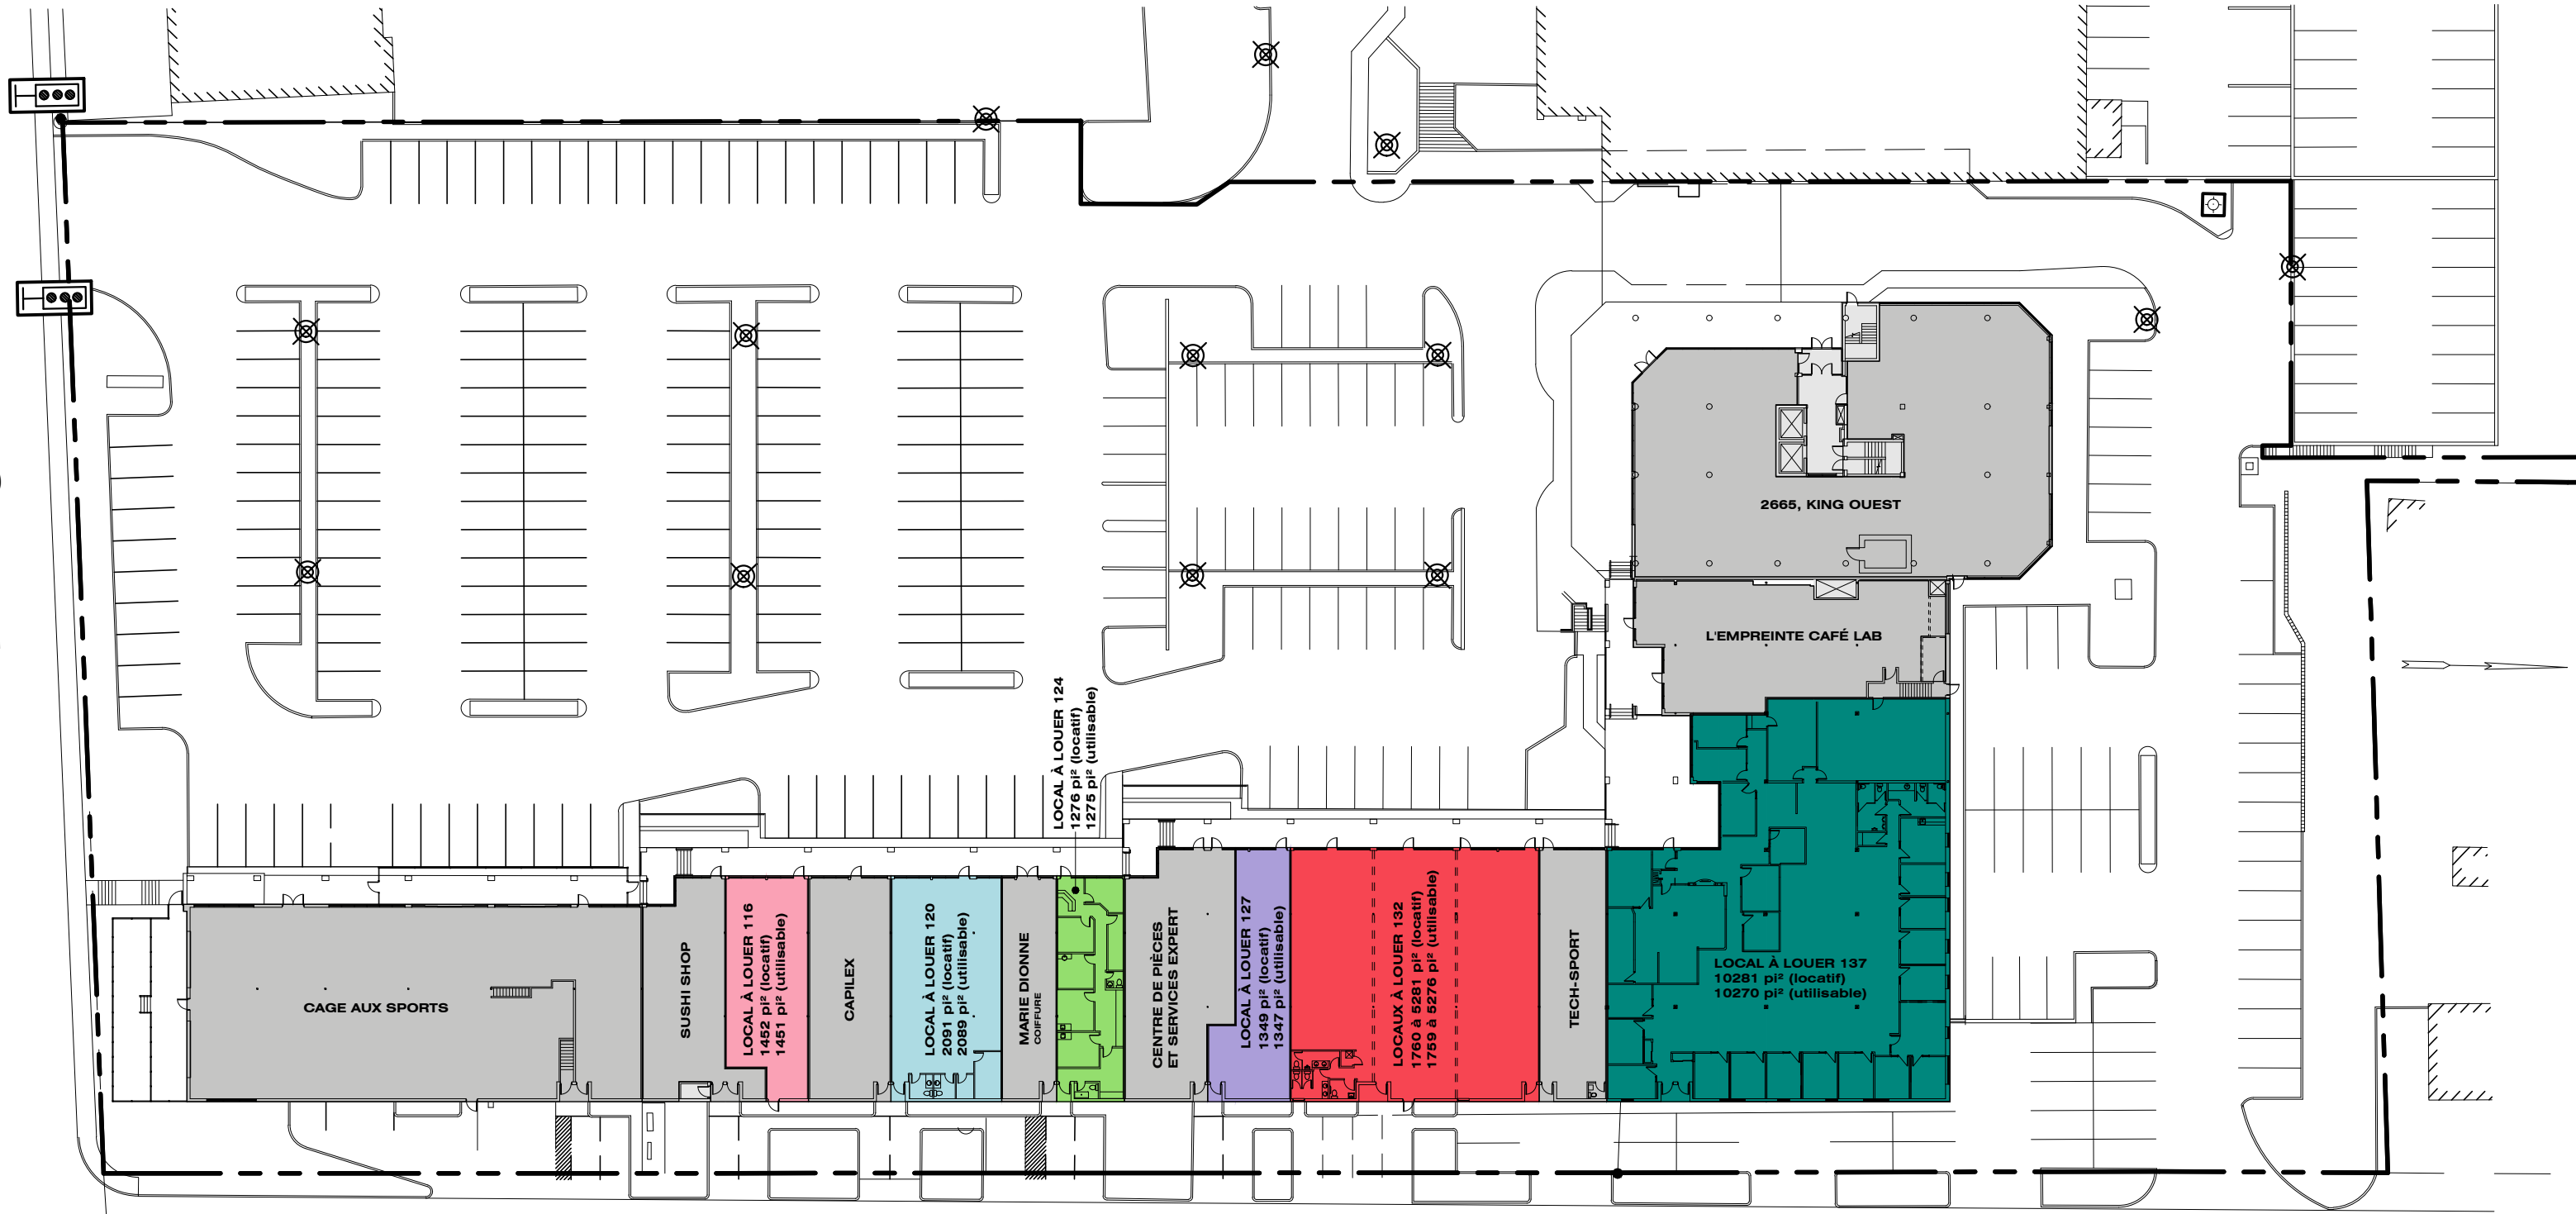 2665, KING OUEST
L'EMPREINTE CAFÉ LAB
LOCAL À LOUER 124
1276 pi² (locatif)
1275 pi² (utilisable)
CAGE AUX SPORTS
SUSHI SHOP
LOCAL À LOUER 116
1452 pi² (locatif)
1451 pi² (utilisable)
CAPILEX
LOCAL À LOUER 120
2091 pi² (locatif)
2089 pi² (utilisable)
MARIE DIONNE
COIFFURE
CENTRE DE PIÈCES
ET SERVICES EXPERT
LOCAL À LOUER 127
1349 pi² (locatif)
1347 pi² (utilisable)
LOCAUX À LOUER 132
1760 à 5281 pi² (locatif)
1759 à 5276 pi² (utilisable)
TECH-SPORT
LOCAL À LOUER 137
10281 pi² (locatif)
10270 pi² (utilisable)